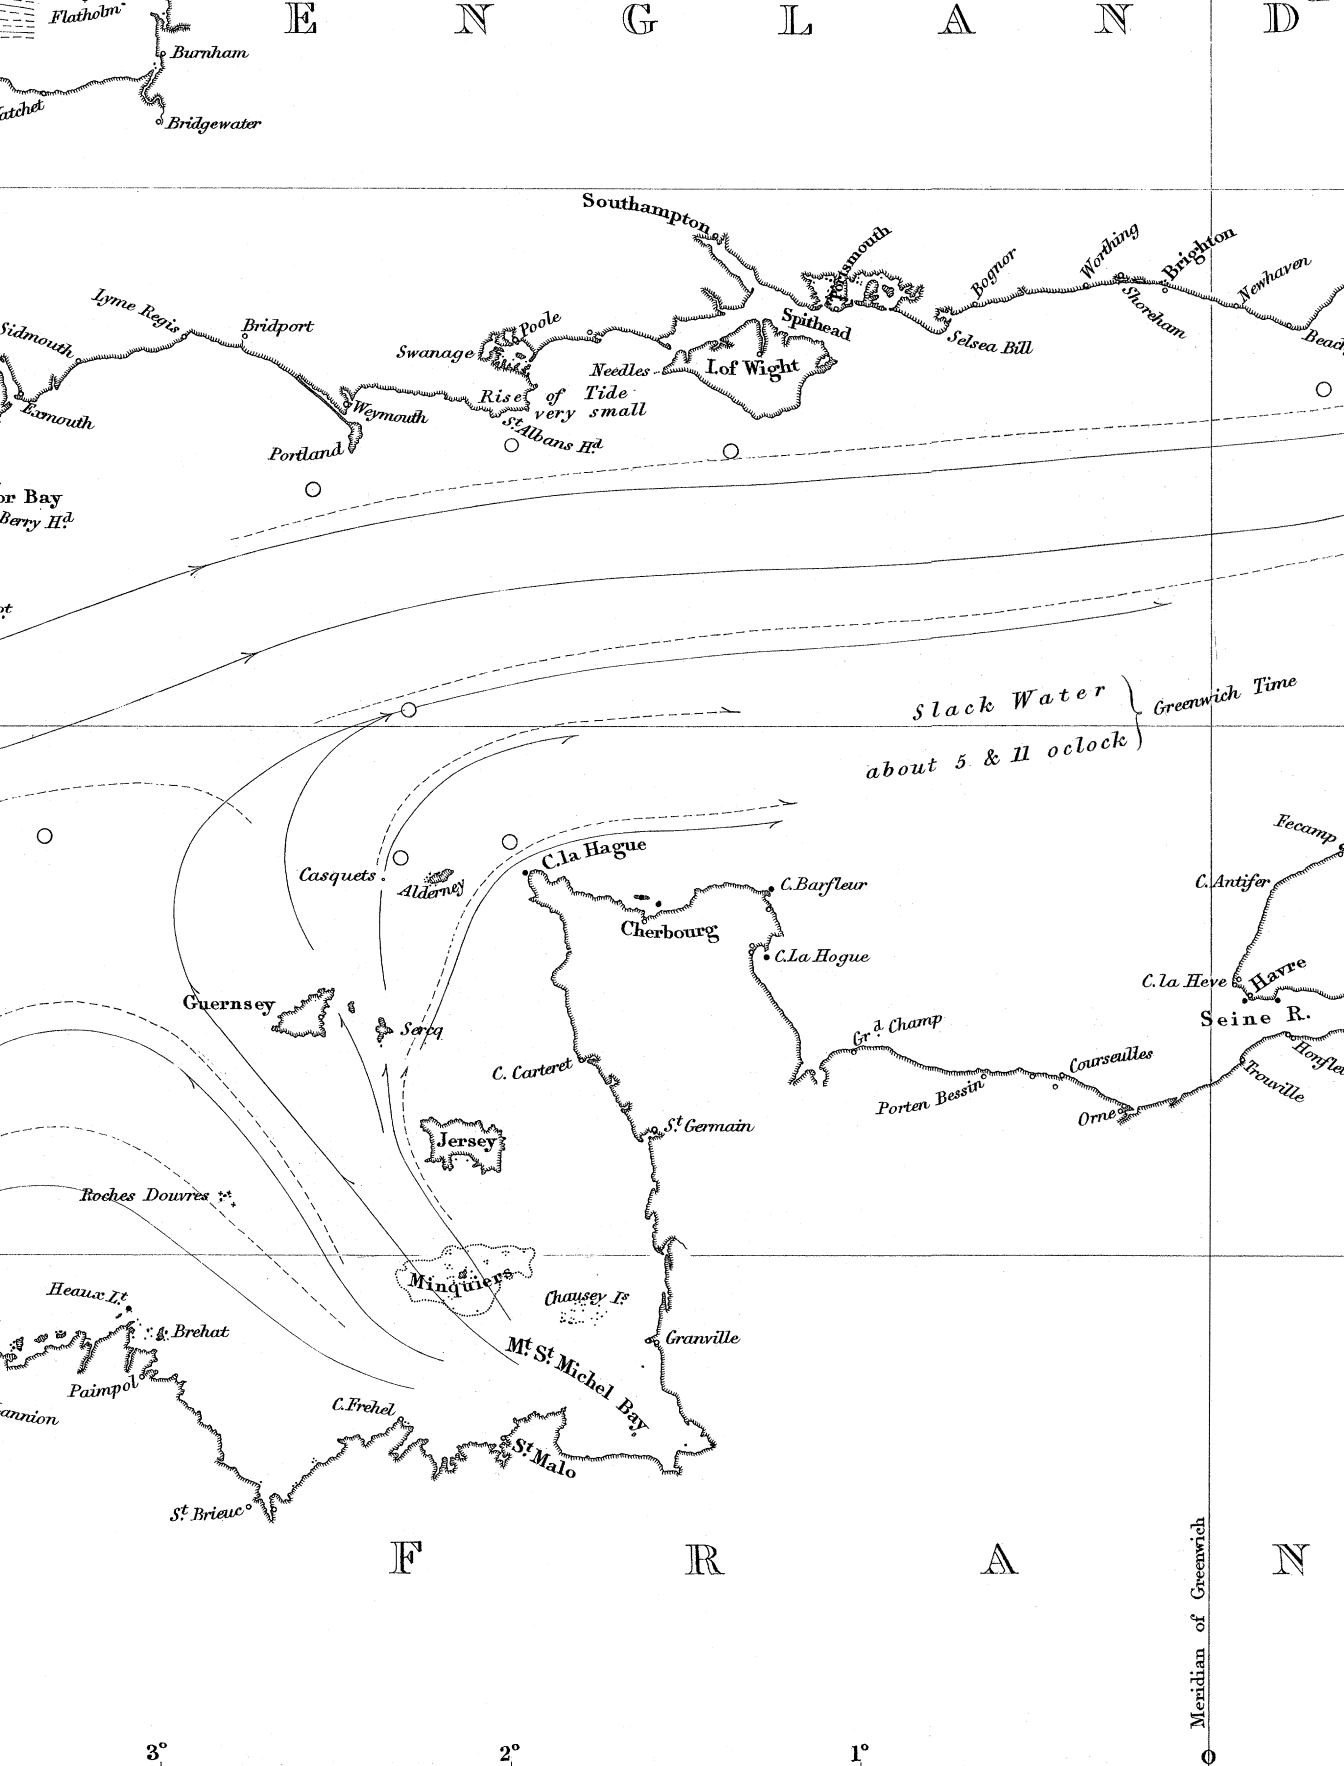 Flatholm
E N G L A N D
Burnham
Bridgewater
Southampton
Portsmouth
Spithead
Bognor
Selsea Bill
Worthing
Shoreham
Brighton
Newhaven
Lyme Regis
Bridport
Sidmouth
Exmouth
Poole
Swanage
Needles
I. of Wight
Rise of Tide
very small
Weymouth
St. Albans Hd.
Portland
or Bay
Berry Hd.
Slack Water
about 5 & 11 oclock
Greenwich Time
C. la Hague
Casquets
Alderney
C. Barfleur
Cherbourg
C. La Hogue
Fecamp
C. Antifer
C. la Heve
Havre
Seine R.
Guernsey
Sercq
Grd. Champ
Courseulles
Honfle
Trouville
C. Carteret
Porten Bessin
Orne
St. Germain
Jersey
Roches Douvres
Minquiers
Chausey Is.
Heaux Lt.
Brehat
Granville
Mt. St. Michel Bay
Paimpol
C. Frehel
annion
St. Malo
St. Brieuc
F R A N
Meridian of Greenwich
3° 2° 1° 0